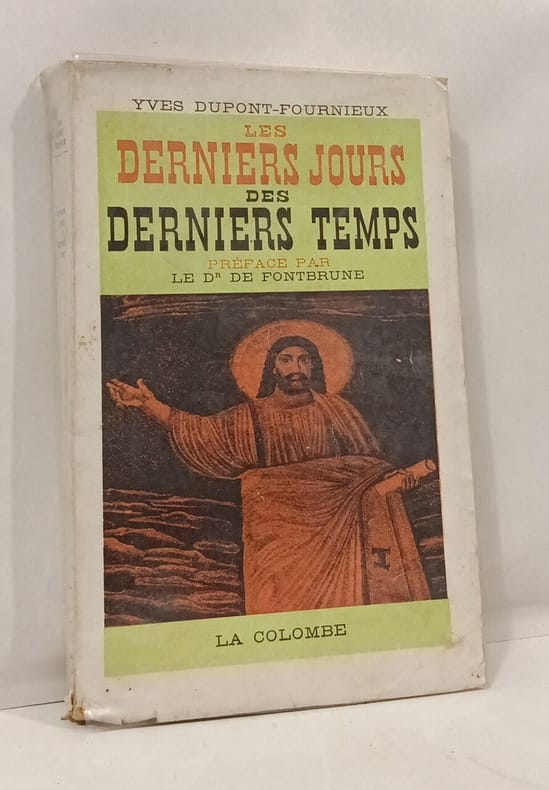 YVES DUPONT-FOURNIEUX
LES
DERNIERS JOURS
DES
DERNIERS TEMPS
PRÉFACE PAR
LE Dᴿ DE FONTBRUNE
I
LA COLOMBE